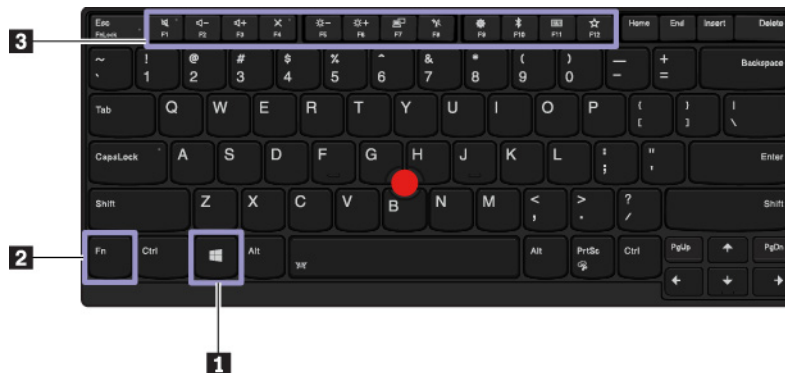 Esc F1 F2 F3 F4 F5 F6 F7 F8 F9 F10 F11 F12 Home End Insert Delete
FnLock
3
~ ! @ # $ % ^ & * ( ) — +
` 1 2 3 4 5 6 7 8 9 0 - = Backspace
Tab Q W E R T Y U I O P { } |
[ ] \
CapsLock A S D F G H J K L : " Enter
; '
Shift Z X C V B N M < > ? Shift
, . /
2
Fn Ctrl Alt Alt PrtSc Ctrl PgUp PgDn
1